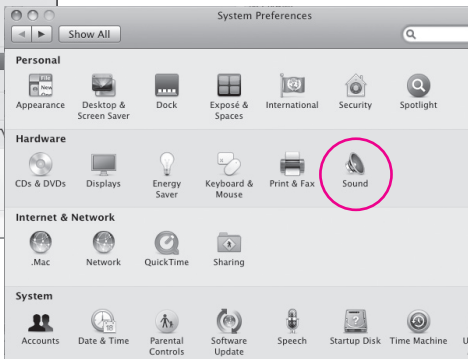 System Preferences
Show All
Personal
Appearance
Desktop &
Screen Saver
Dock
Exposé &
Spaces
International
Security
Spotlight
Hardware
CDs & DVDs
Displays
Energy
Saver
Keyboard &
Mouse
Print & Fax
Sound
Internet & Network
.Mac
Network
QuickTime
Sharing
System
Accounts
Date & Time
Parental
Controls
Software
Update
Speech
Startup Disk
Time Machine